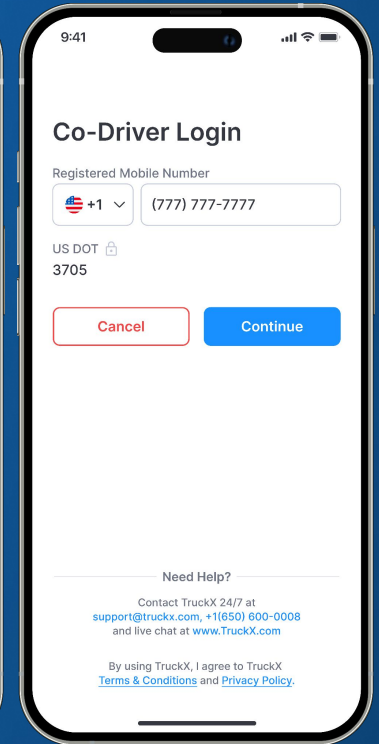 9:41
Co-Driver Login
Registered Mobile Number
+1 (777) 777-7777
US DOT
3705
Cancel Continue
Need Help?
Contact TruckX 24/7 at
support@truckx.com, +1(650) 600-0008
and live chat at www.TruckX.com
By using TruckX, I agree to TruckX
Terms & Conditions and Privacy Policy.